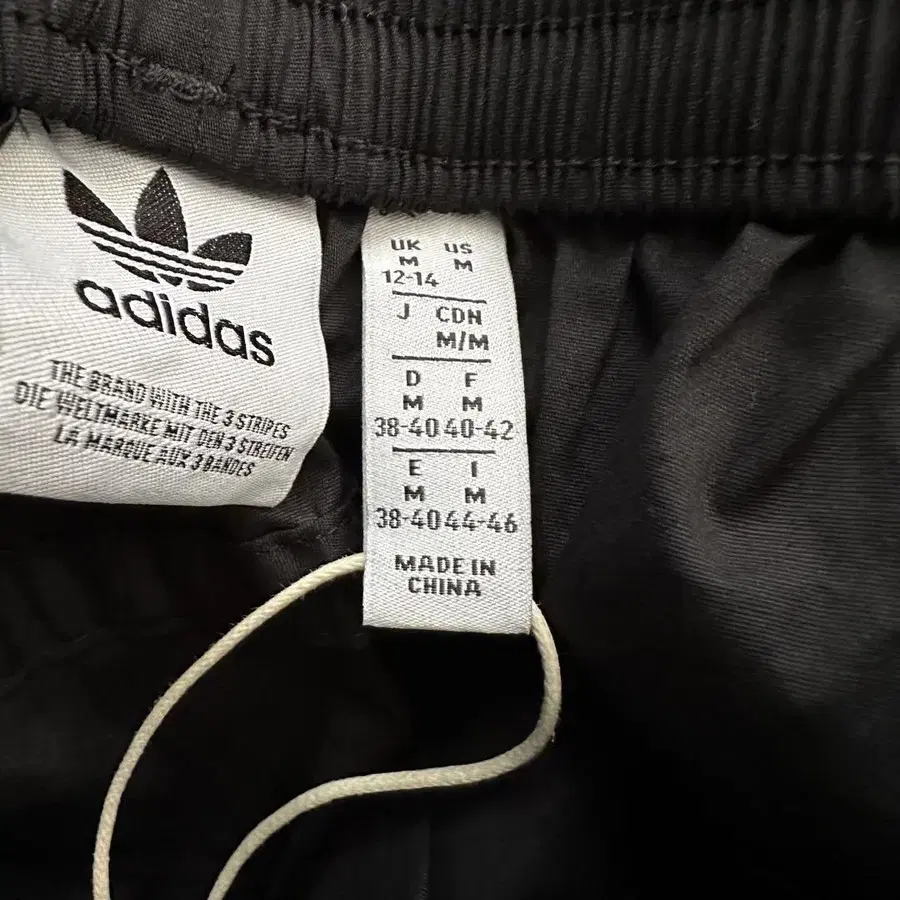 adidas
THE BRAND WITH THE 3 STRIPES
DIE WELTMARKE MIT DEN 3 STREIFEN
LA MARQUE AUX 3 BANDES
UK US
M M
12-14
J CDN
M/M
D F
M M
38-40 40-42
E I
M M
38-40 44-46
MADE IN
CHINA